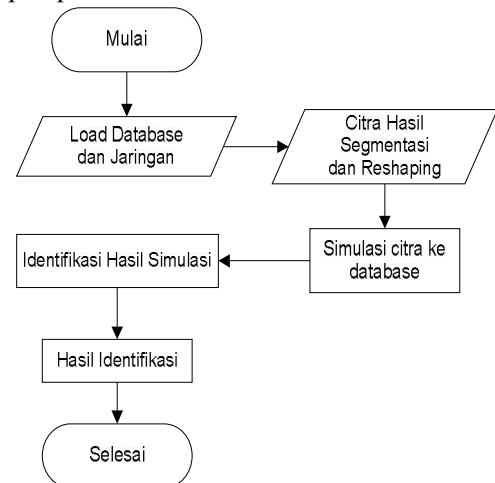 Mulai
Load Database
dan Jaringan
Citra Hasil
Segmentasi
dan Reshaping
Simulasi citra ke
database
Identifikasi Hasil Simulasi
Hasil Identifikasi
Selesai